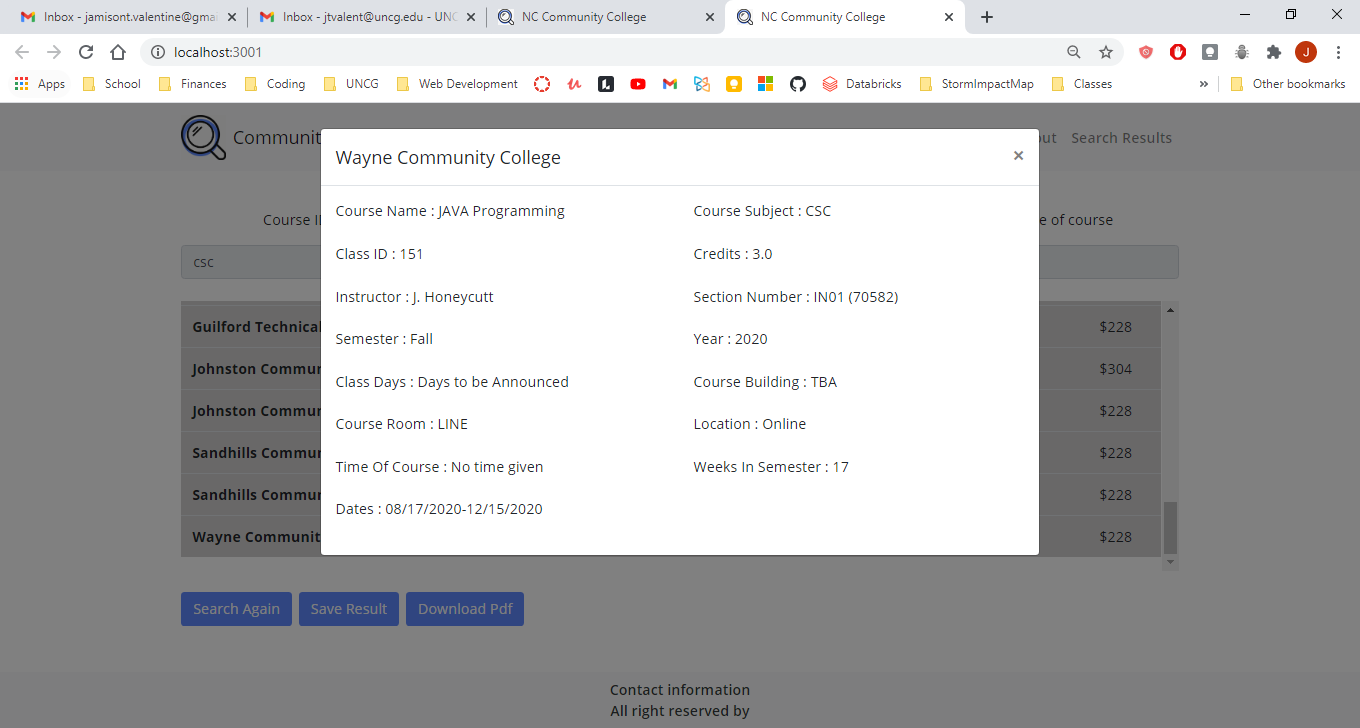 Inbox - jamisont.valentine@gmai
Inbox - jtvalent@uncg.edu - UNC
NC Community College
NC Community College
localhost:3001
J
Apps
School
Finances
Coding
UNCG
Web Development
Databricks
StormImpactMap
Classes
»
Other bookmarks
Communit
out
Search Results
Wayne Community College
×
Course Name : JAVA Programming
Course Subject : CSC
Class ID : 151
Credits : 3.0
Instructor : J. Honeycutt
Section Number : IN01 (70582)
Semester : Fall
Year : 2020
Class Days : Days to be Announced
Course Building : TBA
Course Room : LINE
Location : Online
Time Of Course : No time given
Weeks In Semester : 17
Dates : 08/17/2020-12/15/2020
Course I
e of course
CSC
Guilford Technical
$228
Johnston Commun
$304
Johnston Commun
$228
Sandhills Commun
$228
Sandhills Commun
$228
Wayne Communit
$228
Search Again
Save Result
Download Pdf
Contact information
All right reserved by